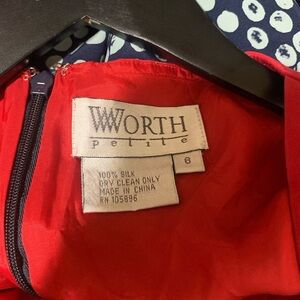 WORTH
petite
6
100% SILK
DRY CLEAN ONLY
MADE IN CHINA
RN 105896